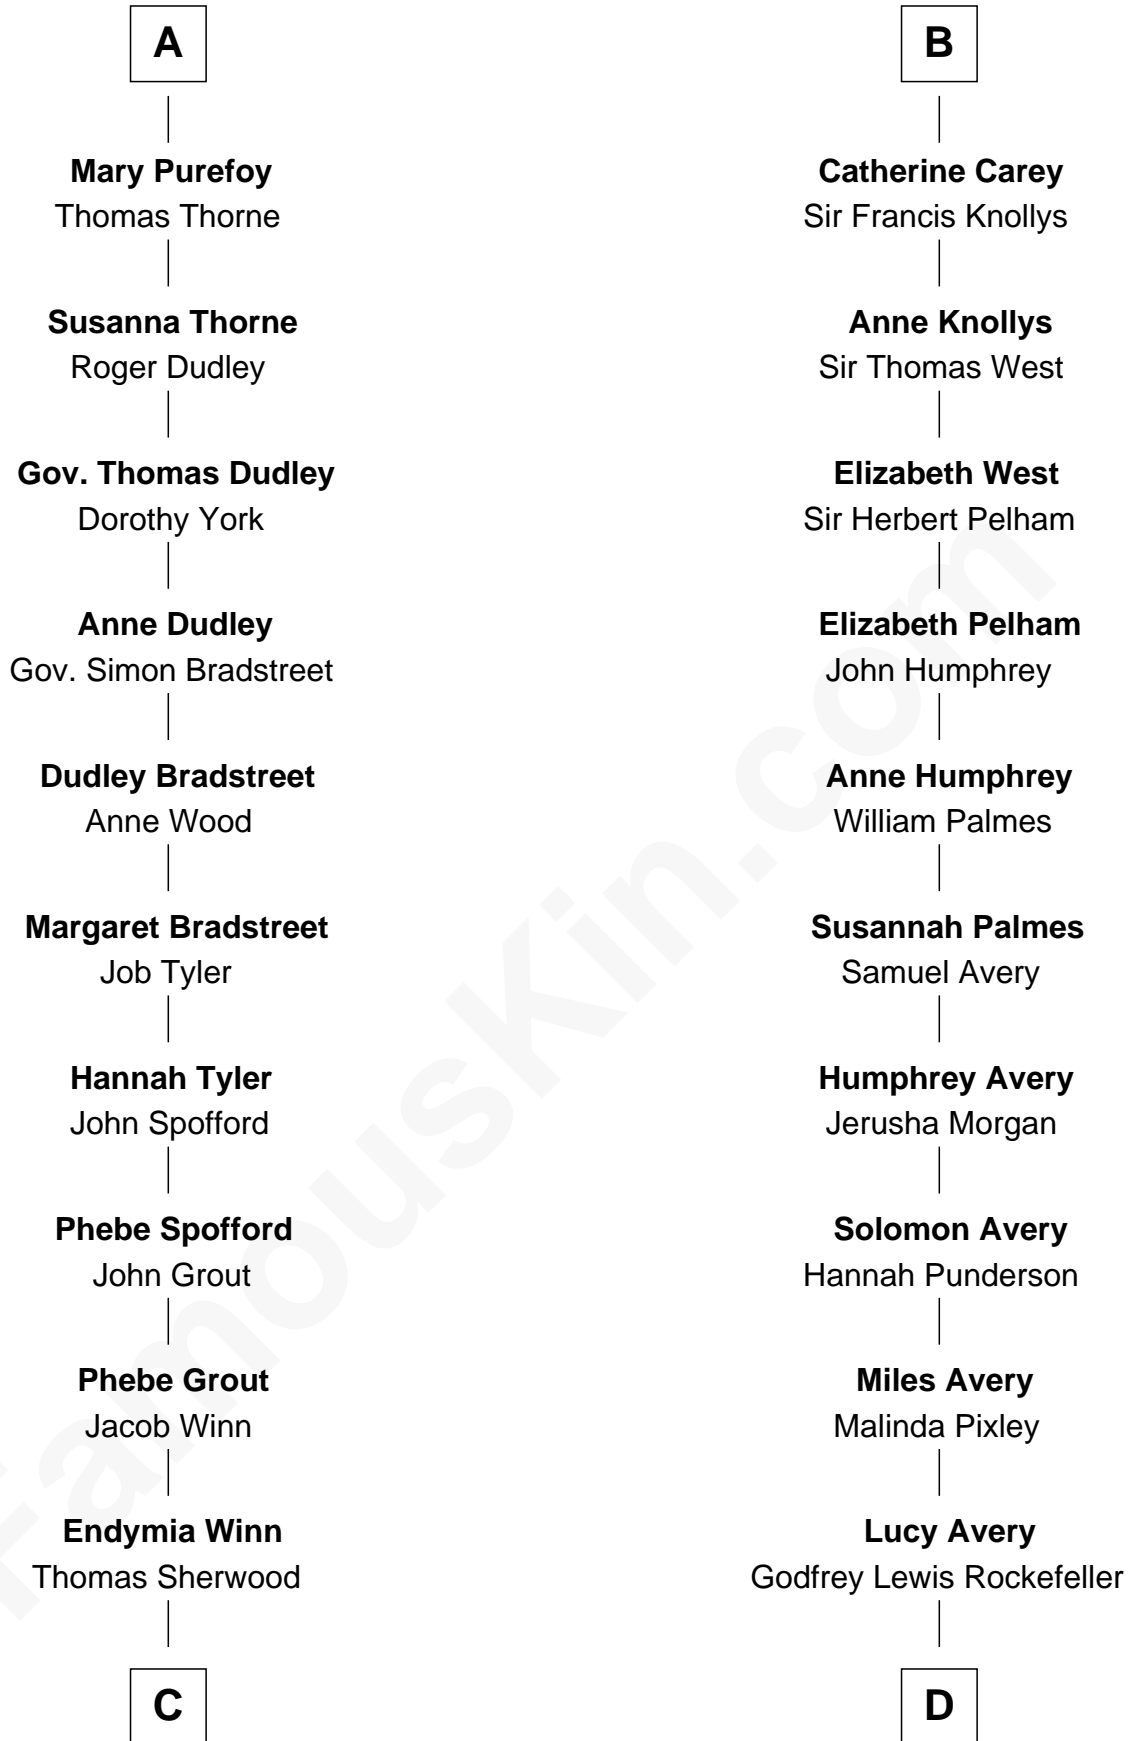 A
Mary Purefoy
Thomas Thorne
Susanna Thorne
Roger Dudley
Gov. Thomas Dudley
Dorothy York
Anne Dudley
Gov. Simon Bradstreet
Dudley Bradstreet
Anne Wood
Margaret Bradstreet
Job Tyler
Hannah Tyler
John Spofford
Phebe Spofford
John Grout
Phebe Grout
Jacob Winn
Endymia Winn
Thomas Sherwood
C
B
Catherine Carey
Sir Francis Knollys
Anne Knollys
Sir Thomas West
Elizabeth West
Sir Herbert Pelham
Elizabeth Pelham
John Humphrey
Anne Humphrey
William Palmes
Susannah Palmes
Samuel Avery
Humphrey Avery
Jerusha Morgan
Solomon Avery
Hannah Punderson
Miles Avery
Malinda Pixley
Lucy Avery
Godfrey Lewis Rockefeller
D
FamousKin.com